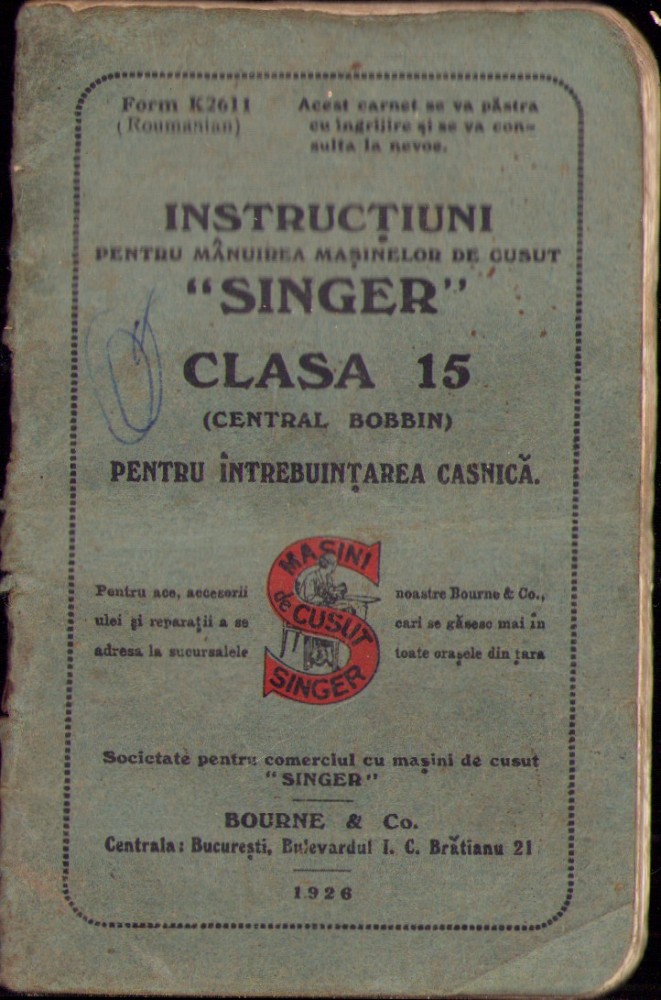 Form K2611
(Roumanian)
Acest carnet se va păstra
cu îngrijire și se va con-
sulta la nevoe.
INSTRUCȚIUNI
PENTRU MÂNUIREA MAȘINELOR DE CUSUT
"SINGER"
CLASA 15
(CENTRAL BOBBIN)
PENTRU ÎNTREBUINȚAREA CASNICĂ.
MAȘINI
de CUSUT
SINGER
Pentru ace, accesorii
ulei și reparații a se
adresa la sucursalele
noastre Bourne & Co.,
cari se găsesc mai în
toate orașele din țara
Societate pentru comerciul cu mașini de cusut
"SINGER"
BOURNE & Co.
Centrala: București, Bulevardul I. C. Brătianu 21
1926